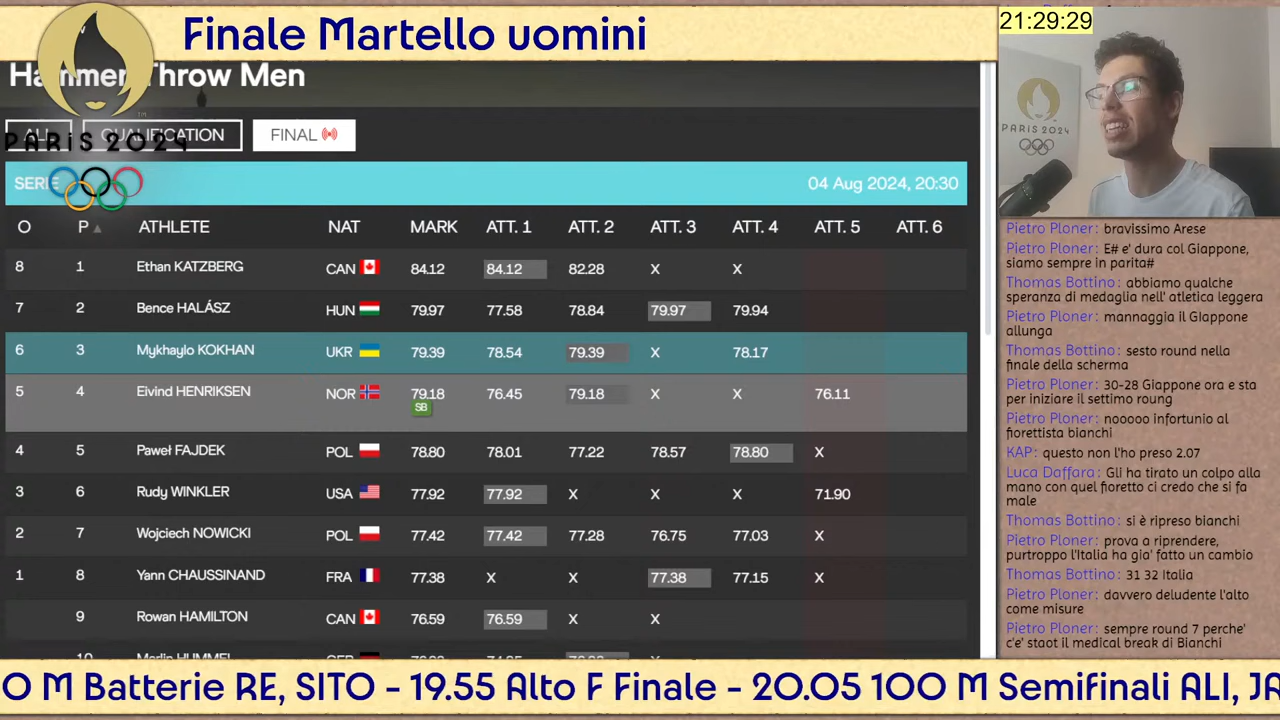 Finale Martello uomini
21:29:29
Hammer Throw Men
ALL QUALIFICATION FINAL
PARIS 2024
SERIE 04 Aug 2024, 20:30
O P ATHLETE NAT MARK ATT. 1 ATT. 2 ATT. 3 ATT. 4 ATT. 5 ATT. 6
8 1 Ethan KATZBERG CAN 84.12 84.12 82.28 X X
7 2 Bence HALÁSZ HUN 79.97 77.58 78.84 79.97 79.94
6 3 Mykhaylo KOKHAN UKR 79.39 78.54 79.39 X 78.17
5 4 Eivind HENRIKSEN NOR 79.18 76.45 79.18 X X 76.11
SB
4 5 Paweł FAJDEK POL 78.80 78.01 77.22 78.57 78.80 X
3 6 Rudy WINKLER USA 77.92 77.92 X X X 71.90
2 7 Wojciech NOWICKI POL 77.42 77.42 77.28 76.75 77.03 X
1 8 Yann CHAUSSINAND FRA 77.38 X X 77.38 77.15 X
9 Rowan HAMILTON CAN 76.59 76.59 X X
10 Merlin HUMMEL
PARIS 2024
Pietro Ploner: bravissimo Arese
Pietro Ploner: E# e' dura col Giappone,
siamo sempre in parita#
Thomas Bottino: abbiamo qualche
speranza di medaglia nell' atletica leggera
Pietro Ploner: mannaggia il Giappone
allunga
Thomas Bottino: sesto round nella
finale della scherma
Pietro Ploner: 30-28 Giappone ora e sta
per iniziare il settimo roung
Pietro Ploner: nooooo infortunio al
fiorettista bianchi
KAP: questo non l'ho preso 2.07
Luca Daffara: Gli ha tirato un colpo alla
mano con quel fioretto ci credo che si fa
male
Thomas Bottino: si è ripreso bianchi
Pietro Ploner: prova a riprendere,
purtroppo l'Italia ha gia' fatto un cambio
Thomas Bottino: 31 32 Italia
Pietro Ploner: davvero deludente l'alto
come misure
Pietro Ploner: sempre round 7 perche'
c'e' staot il medical break di Bianchi
0 M Batterie RE, SITO - 19.55 Alto F Finale - 20.05 100 M Semifinali ALI, JA